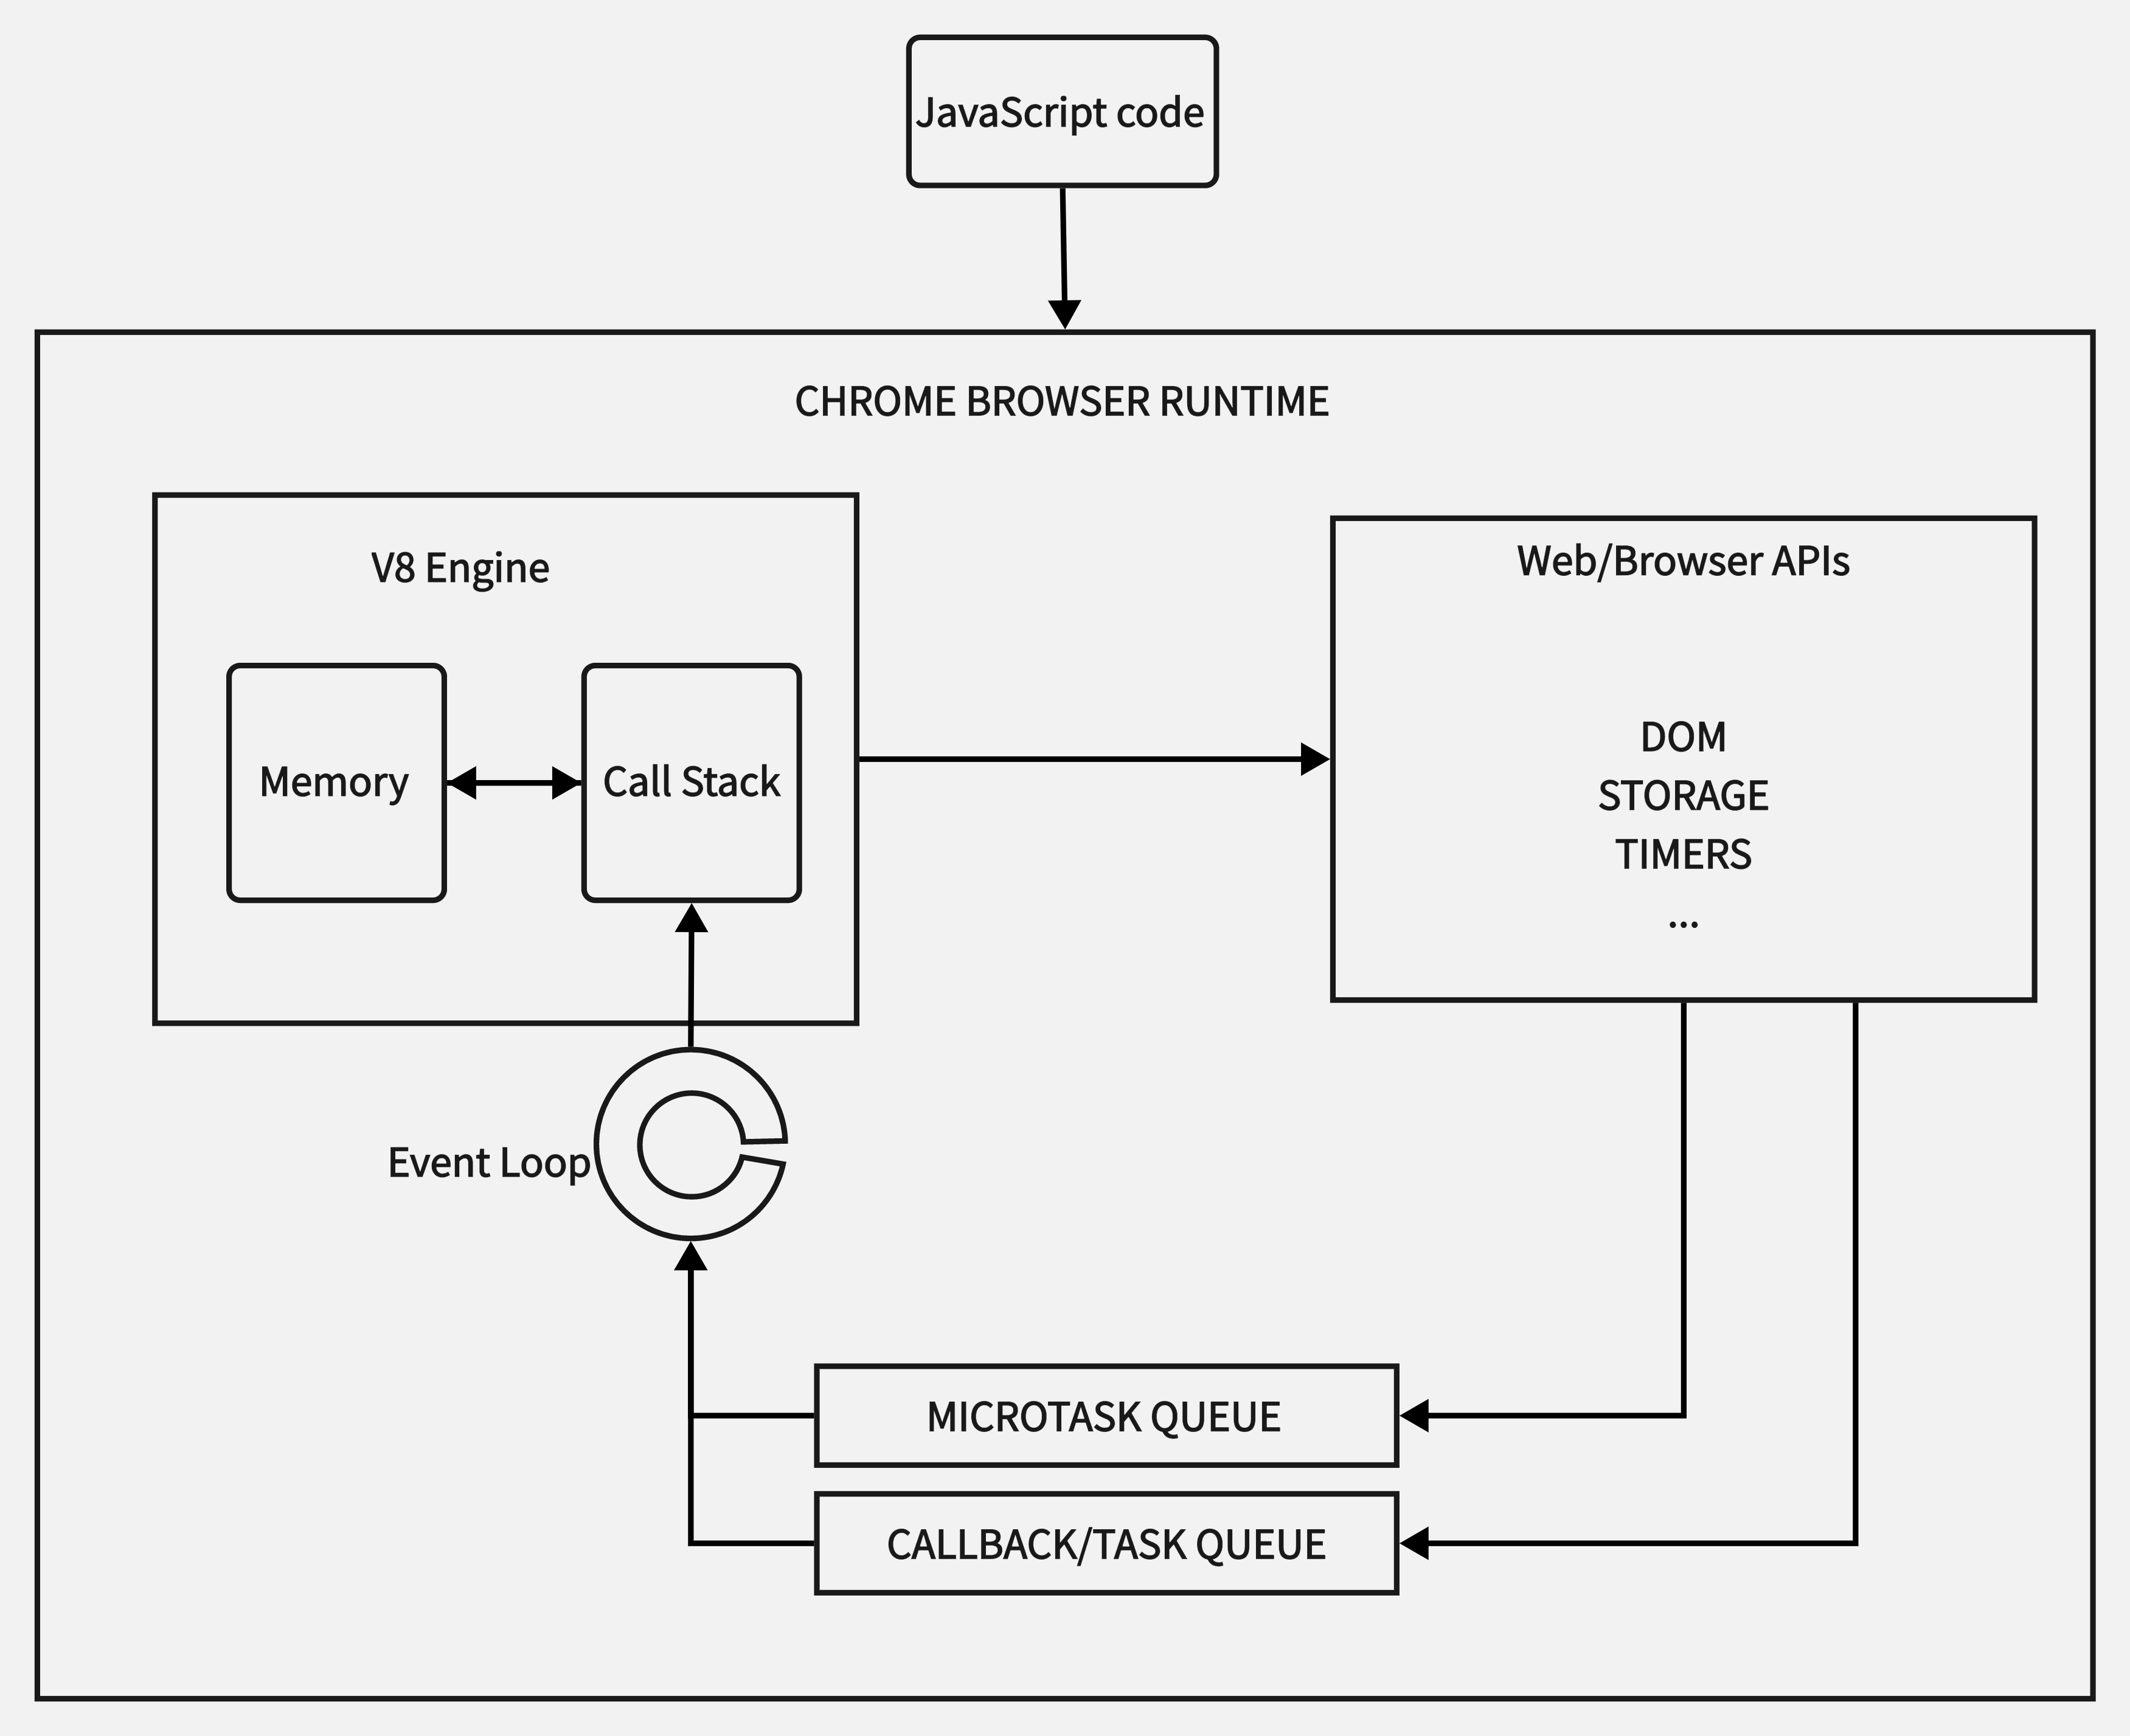 JavaScript code
CHROME BROWSER RUNTIME
V8 Engine
Memory
Call Stack
Web/Browser APIs
DOM
STORAGE
TIMERS
...
Event Loop
MICROTASK QUEUE
CALLBACK/TASK QUEUE